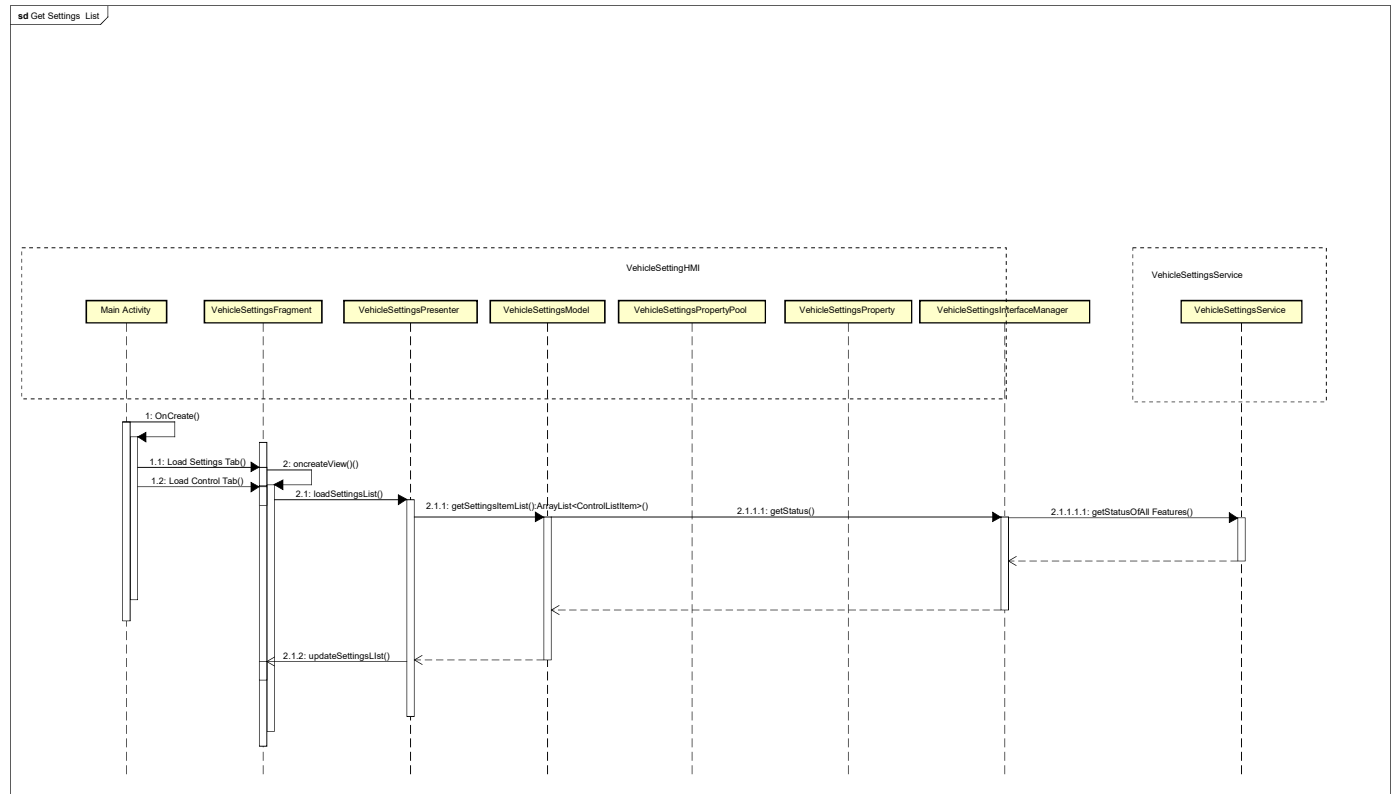 sd Get Settings List
VehicleSettingHMI
VehicleSettingsService
Main Activity
VehicleSettingsFragment
VehicleSettingsPresenter
VehicleSettingsModel
VehicleSettingsPropertyPool
VehicleSettingsProperty
VehicleSettingsInterfaceManager
VehicleSettingsService
1: OnCreate()
1.1: Load Settings Tab()
2: oncreateView()()
1.2: Load Control Tab()
2.1: loadSettingsList()
2.1.1: getSettingsItemList():ArrayList<ControlListItem>()
2.1.1.1: getStatus()
2.1.1.1.1: getStatusOfAll Features()
2.1.2: updateSettingsLIst()